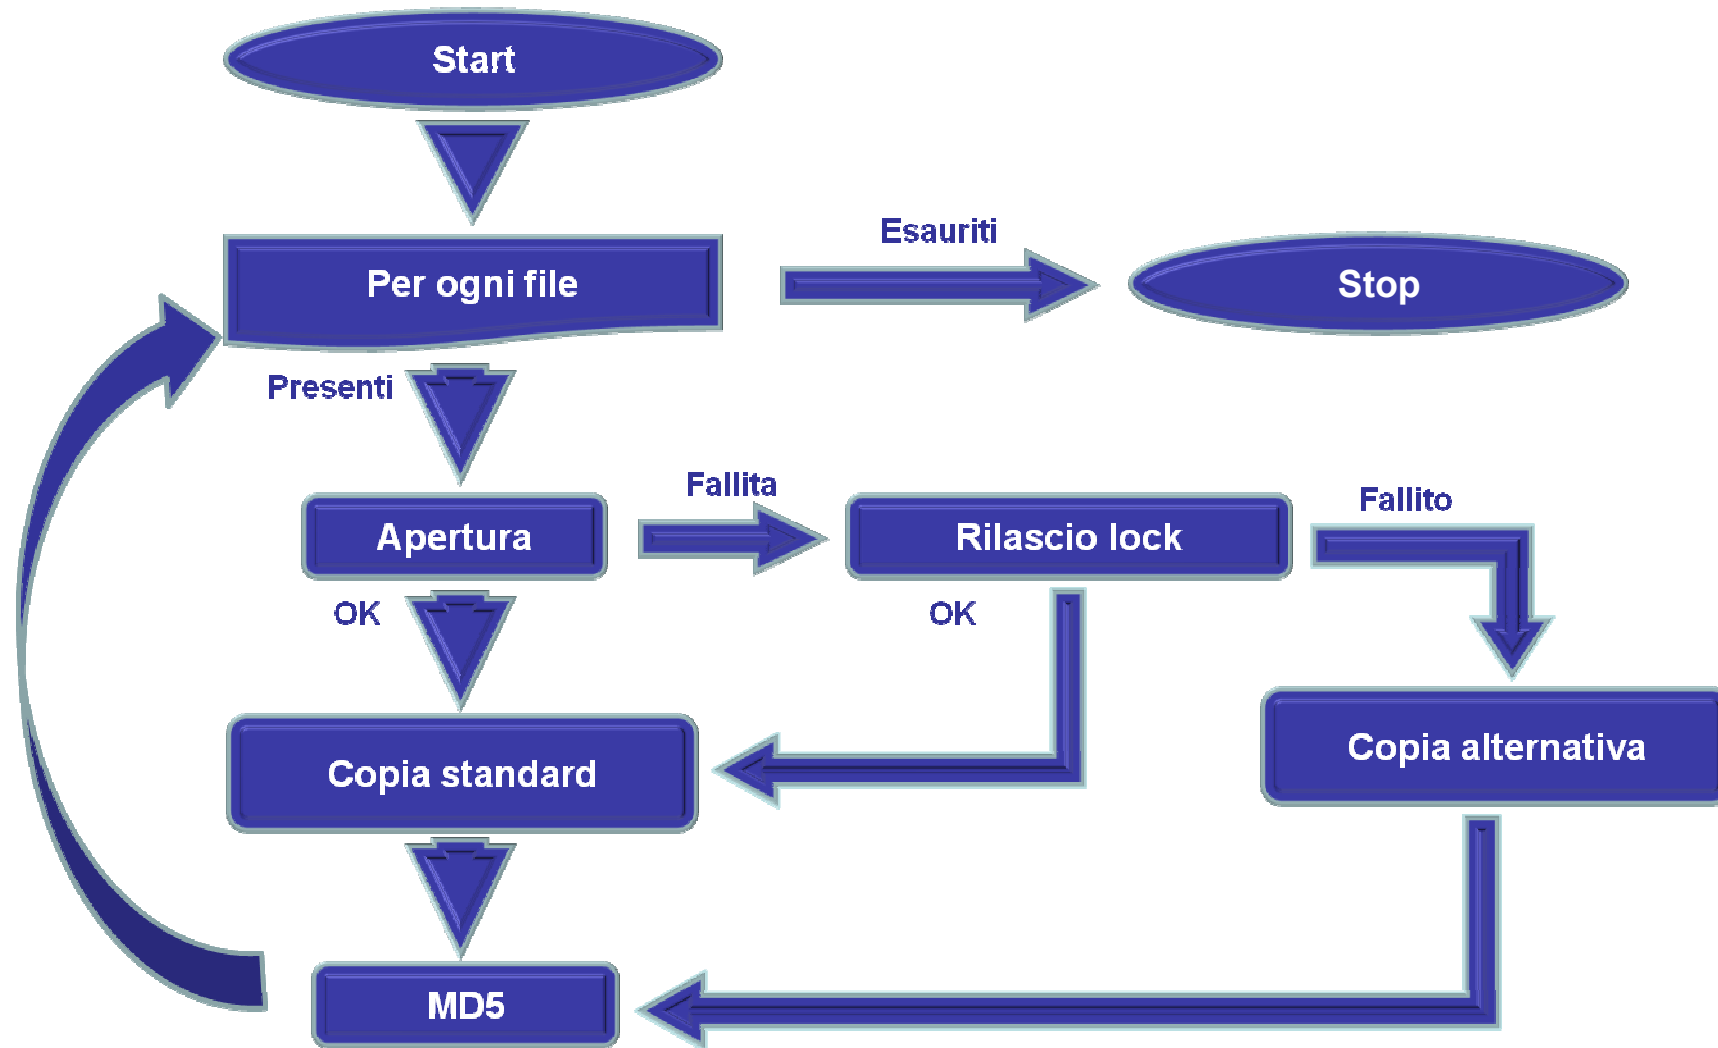 Start
Esauriti
Per ogni file
Stop
Presenti
Fallita
Fallito
Apertura
Rilascio lock
OK
OK
Copia standard
Copia alternativa
MD5